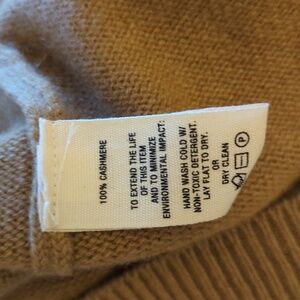 100% CASHMERE
TO EXTEND THE LIFE
OF THIS ITEM
AND TO MINIMIZE
ENVIRONMENTAL IMPACT:
HAND WASH COLD W/
NON-TOXIC DETERGENT.
LAY FLAT TO DRY.
OR
DRY CLEAN
P